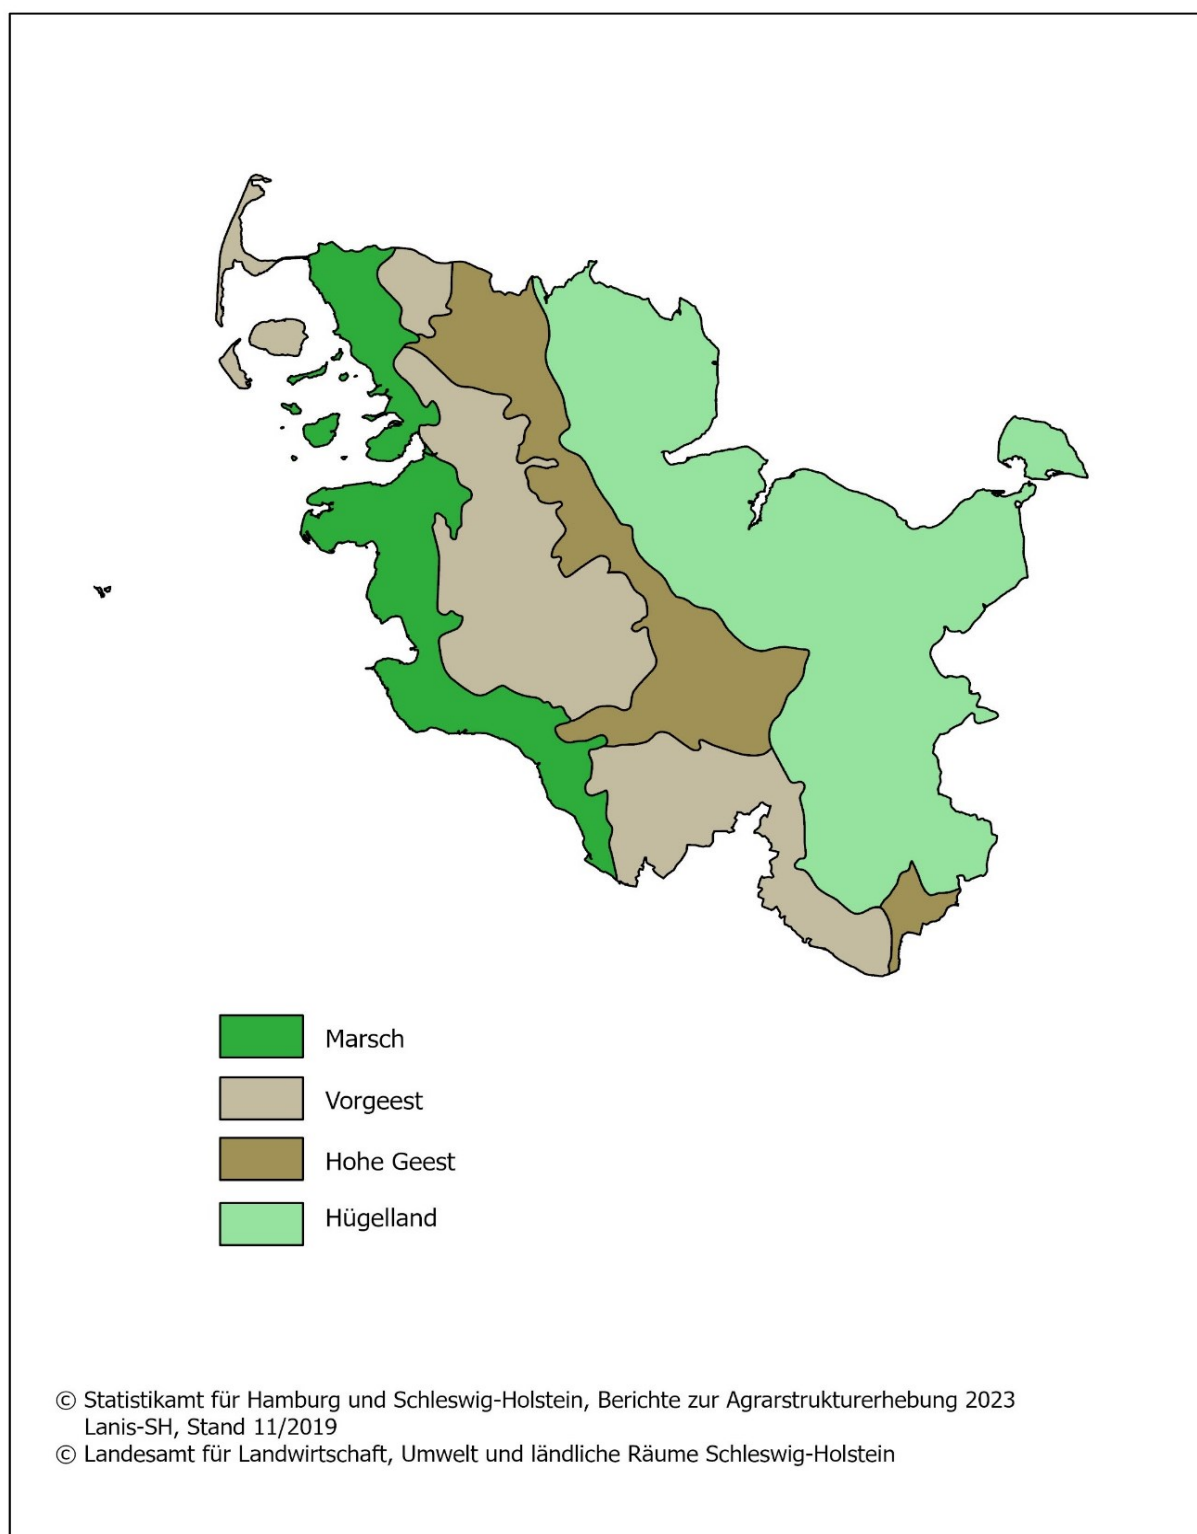 Marsch
Vorgeest
Hohe Geest
Hügelland
© Statistikamt für Hamburg und Schleswig-Holstein, Berichte zur Agrarstrukturerhebung 2023
Lanis-SH, Stand 11/2019
© Landesamt für Landwirtschaft, Umwelt und ländliche Räume Schleswig-Holstein